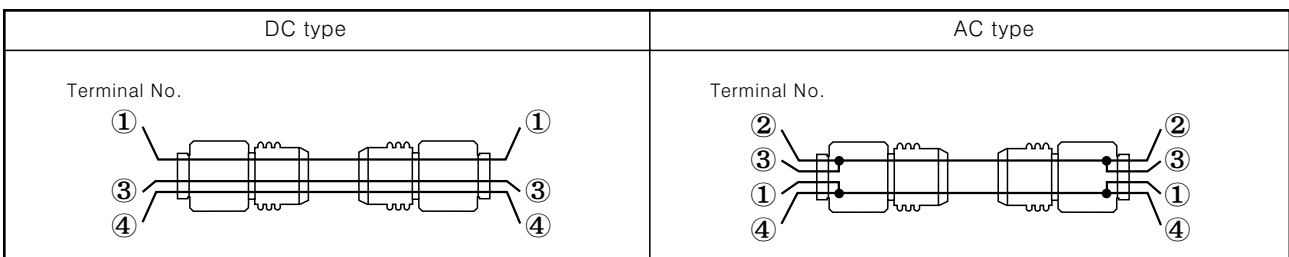 DC type
AC type
Terminal No.
① ①
③ ③
④ ④
Terminal No.
② ②
③ ③
① ①
④ ④